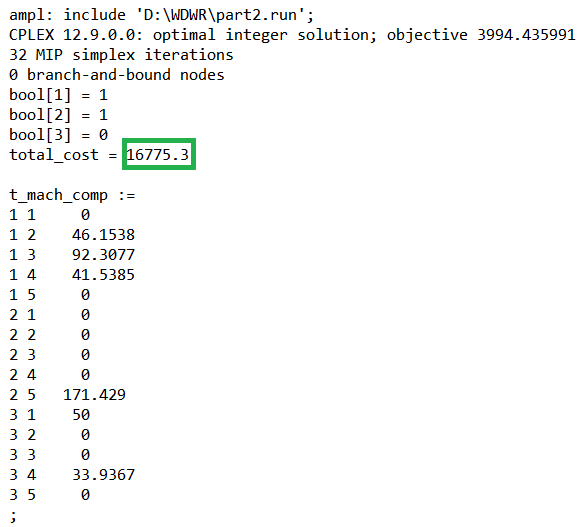 ampl: include 'D:\WDWR\part2.run';
CPLEX 12.9.0.0: optimal integer solution; objective 3994.435991
32 MIP simplex iterations
0 branch-and-bound nodes
bool[1] = 1
bool[2] = 1
bool[3] = 0
total_cost = 16775.3
t_mach_comp :=
1 1 0
1 2 46.1538
1 3 92.3077
1 4 41.5385
1 5 0
2 1 0
2 2 0
2 3 0
2 4 0
2 5 171.429
3 1 50
3 2 0
3 3 0
3 4 33.9367
3 5 0
;